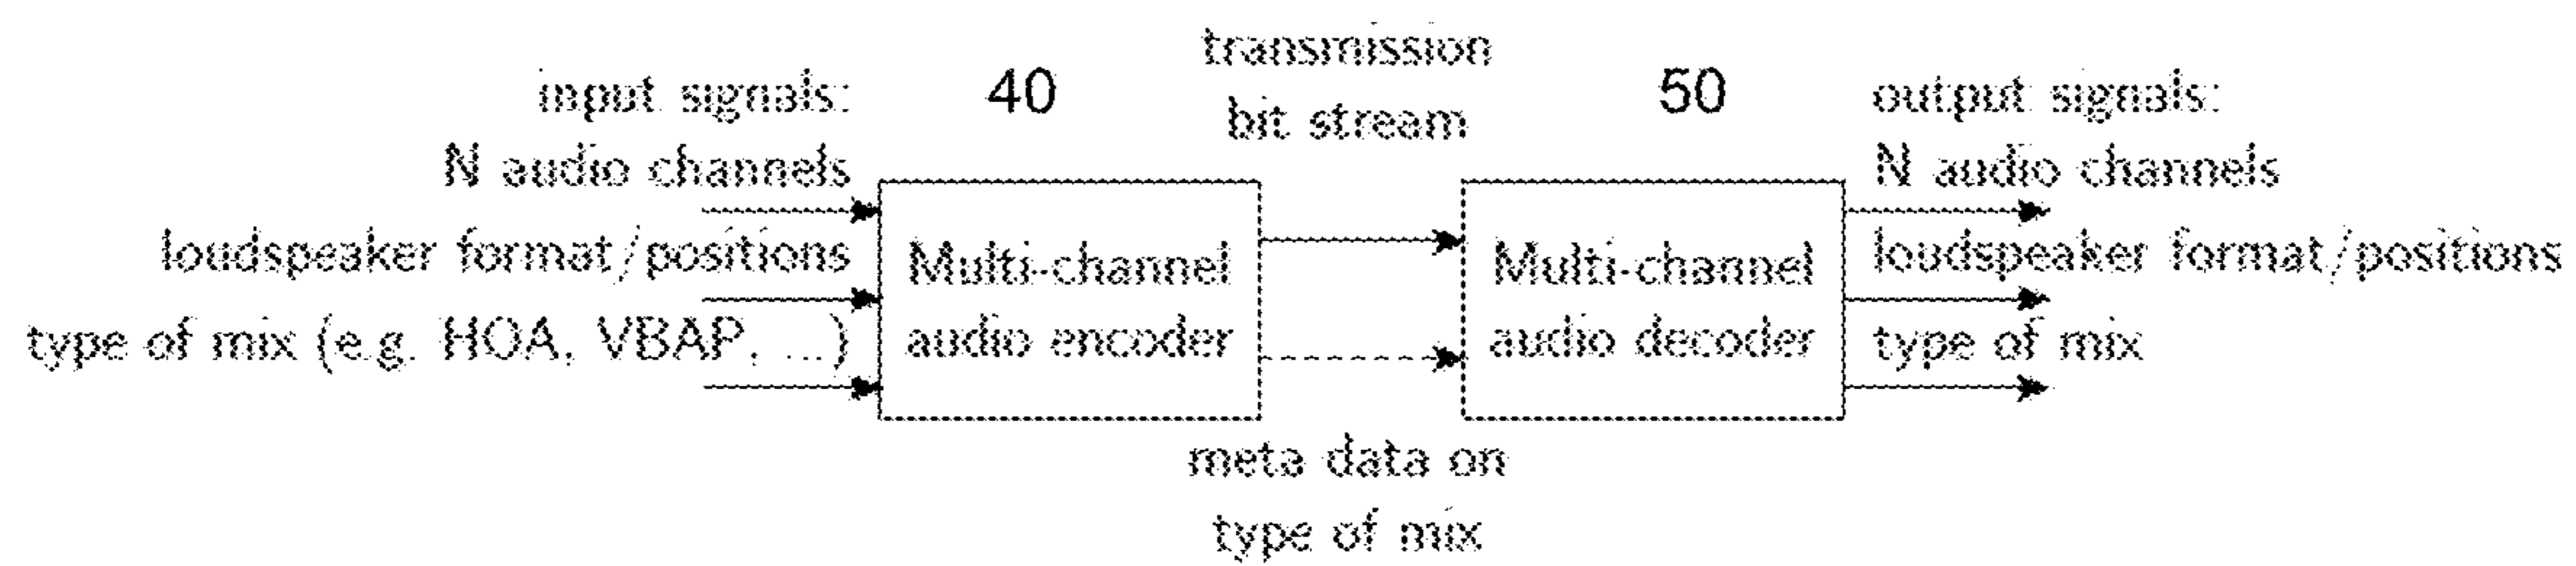 input signals:
N audio channels
loudspeaker format/positions
type of mix (e.g. HOA, VBAP, ...)
40
Multi-channel
audio encoder
transmission
bit stream
meta data on
type of mix
50
Multi-channel
audio decoder
output signals:
N audio channels
loudspeaker format/positions
type of mix